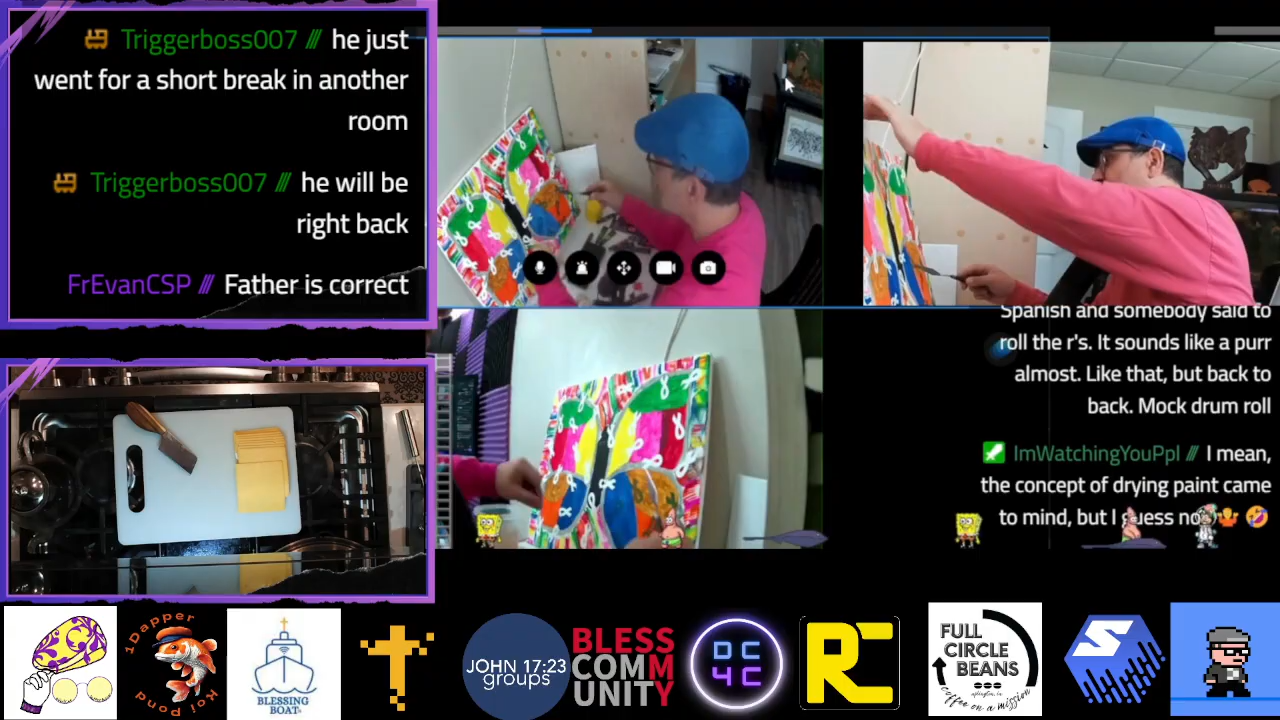 Triggerboss007 /// he just
went for a short break in another
room
Triggerboss007 /// he will be
right back
FrEvanCSP /// Father is correct
Spanish and somebody said to
roll the r's. It sounds like a purr
almost. Like that, but back to
back. Mock drum roll
ImWatchingYouPpl /// I mean,
the concept of drying paint came
to mind, but I guess no
1Dapper
Koi Pond
BLESSING
BOAT
JOHN 17:23
groups
BLESS
COMM
UNITY
DC
4C
RC
FULL
CIRCLE
BEANS
coffee on a mission
S